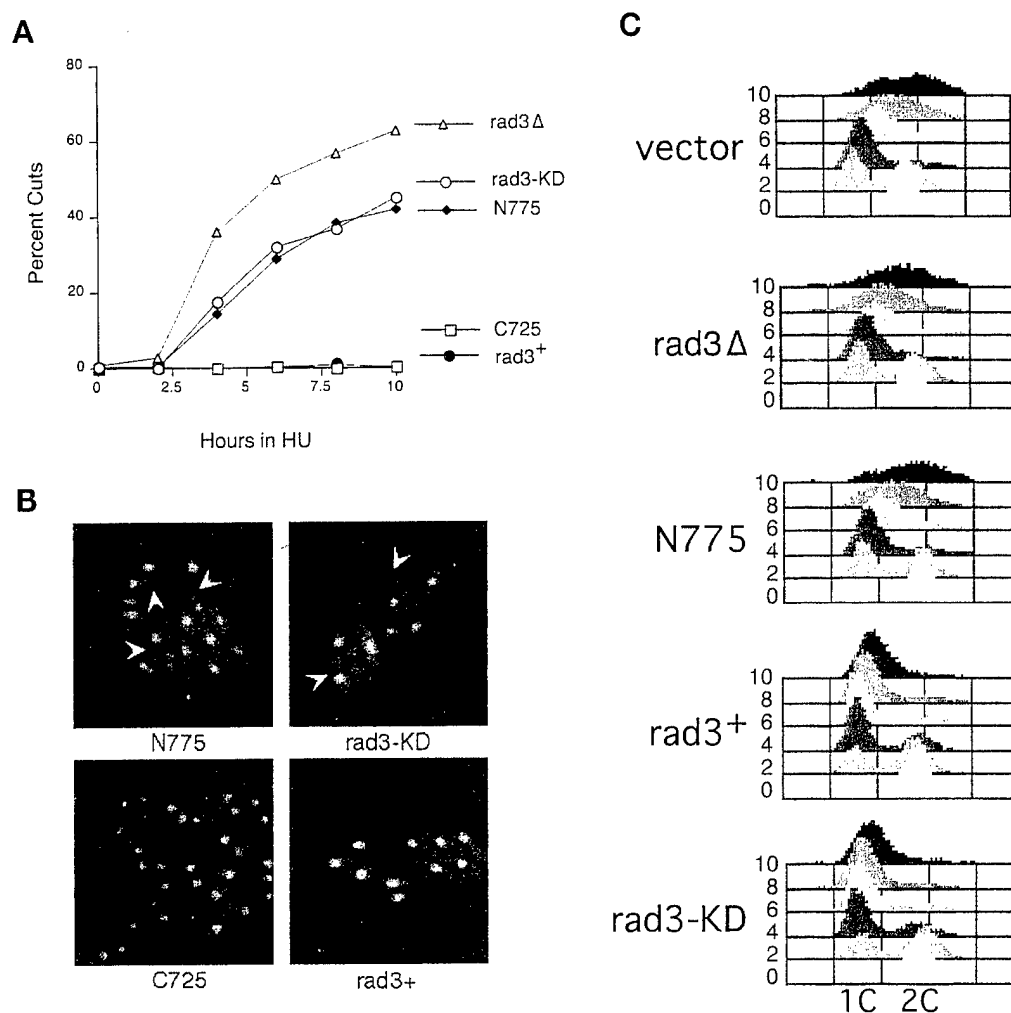 A
80
60
40
20
0
0
2.5
5
7.5
10
Percent Cuts
Hours in HU
rad3Δ
rad3-KD
N775
C725
rad3+
B
N775
rad3-KD
C725
rad3+
C
vector
10
8
6
4
2
0
rad3Δ
10
8
6
4
2
0
N775
10
8
6
4
2
0
rad3+
10
8
6
4
2
0
rad3-KD
10
8
6
4
2
0
1C 2C